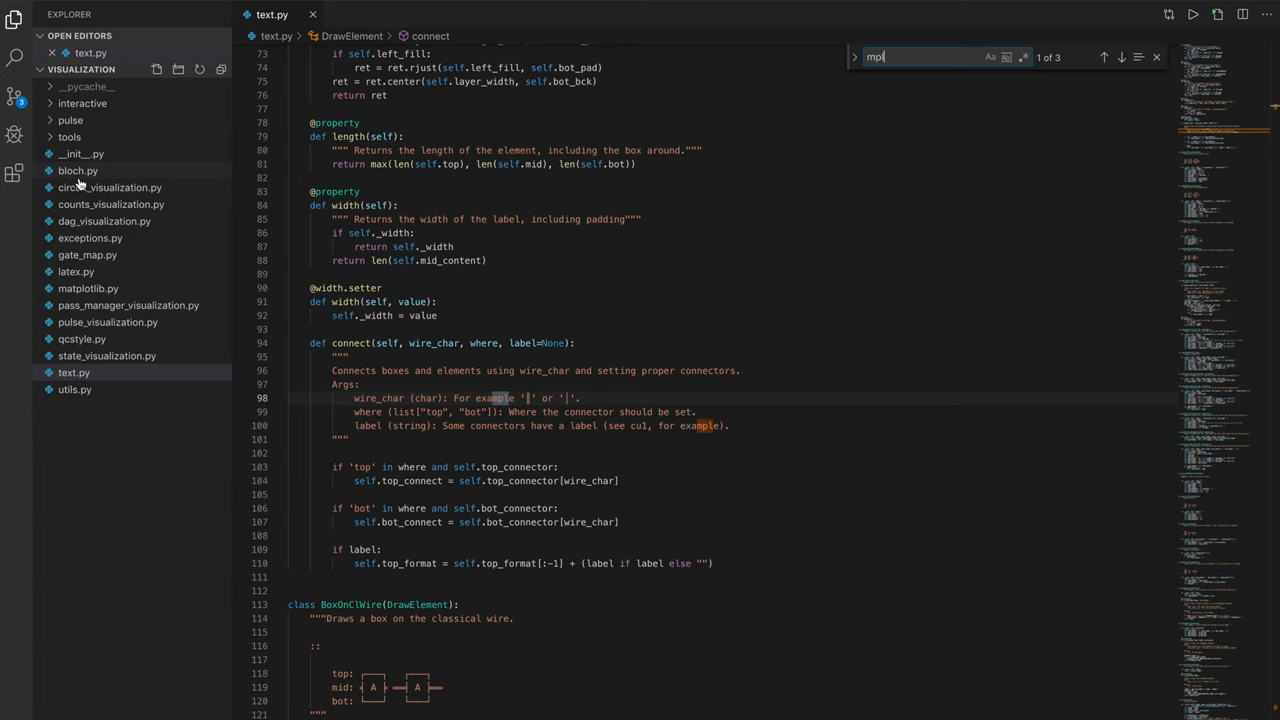 EXPLORER
OPEN EDITORS
text.py
VISUALIZATION
__pycache__
interactive
pulse
tools
__init__.py
bloch.py
circuit_visualization.py
counts_visualization.py
dag_visualization.py
exceptions.py
gate_map.py
latex.py
matplotlib.py
pass_manager_visualization.py
pulse_visualization.py
qcstyle.py
state_visualization.py
text.py
utils.py
3
text.py
text.py > DrawElement > connect
mpl
Aa
1 of 3
73 if self.left_fill:
74 ret = ret.rjust(self.left_fill, self.bot_pad)
75 ret = ret.center(self.layer_width, self.bot_bck)
76 return ret
77
78 @property
79 def length(self):
80 """ Returns the length of the element, including the box around."""
81 return max(len(self.top), len(self.mid), len(self.bot))
82
83 @property
84 def width(self):
85 """ Returns the width of the label, including padding"""
86 if self._width:
87 return self._width
88 return len(self.mid_content)
89
90 @width.setter
91 def width(self, value):
92 self._width = value
93
94 def connect(self, wire_char, where, label=None):
95 """
96 Connects boxes and elements using wire_char and setting proper connectors.
97 Args:
98 wire_char (char): For example '║' or '│'.
99 where (list["top", "bot"]): Where the connector should be set.
100 label (string): Some connectors have a label (see cu1, for example).
101 """
102
103 if 'top' in where and self.top_connector:
104 self.top_connect = self.top_connector[wire_char]
105
106 if 'bot' in where and self.bot_connector:
107 self.bot_connect = self.bot_connector[wire_char]
108
109 if label:
110 self.top_format = self.top_format[:-1] + (label if label else "")
111
112
113 class BoxOnClWire(DrawElement):
114 """Draws a box on the classical wire.
115
116 ::
117
118 top: ┌───┐ ┌───┐
119 mid: ╡ A ╞ ══╡ A ╞══
120 bot: └───┘ └───┘
121 """